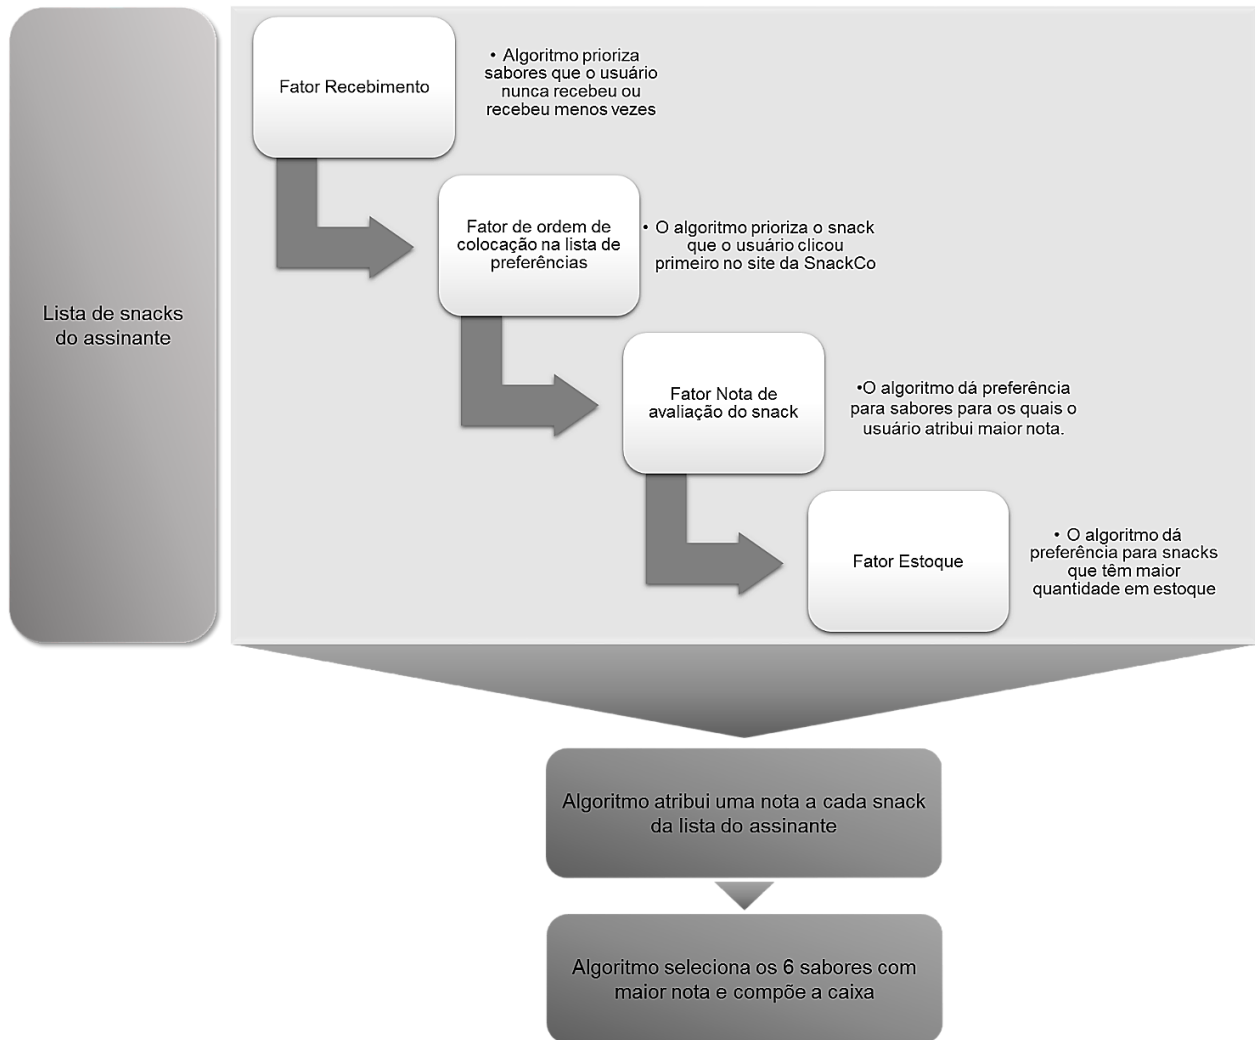 Lista de snacks
do assinante
Fator Recebimento
• Algoritmo prioriza
sabores que o usuário
nunca recebeu ou
recebeu menos vezes
Fator de ordem de
colocação na lista de
preferências
• O algoritmo prioriza o snack
que o usuário clicou
primeiro no site da SnackCo
Fator Nota de
avaliação do snack
•O algoritmo dá preferência
para sabores para os quais o
usuário atribui maior nota.
Fator Estoque
• O algoritmo dá
preferência para snacks
que têm maior
quantidade em estoque
Algoritmo atribui uma nota a cada snack
da lista do assinante
Algoritmo seleciona os 6 sabores com
maior nota e compõe a caixa